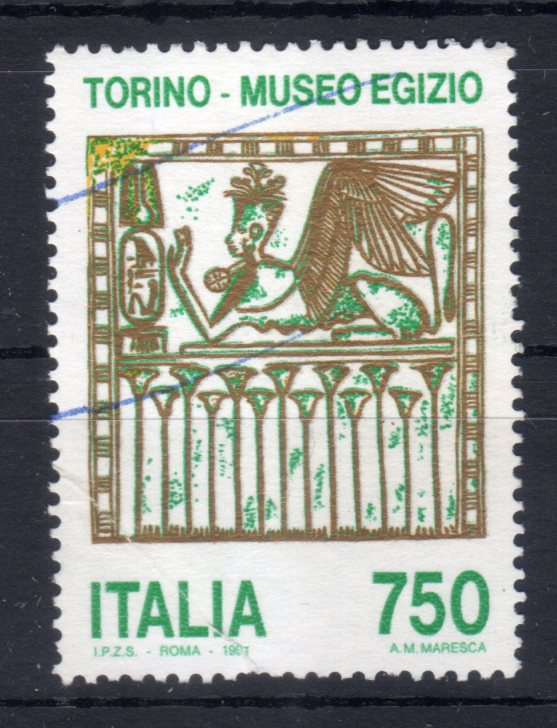 TORINO - MUSEO EGIZIO
ITALIA 750
I.P.Z.S. - ROMA - 1991 A.M. MARESCA